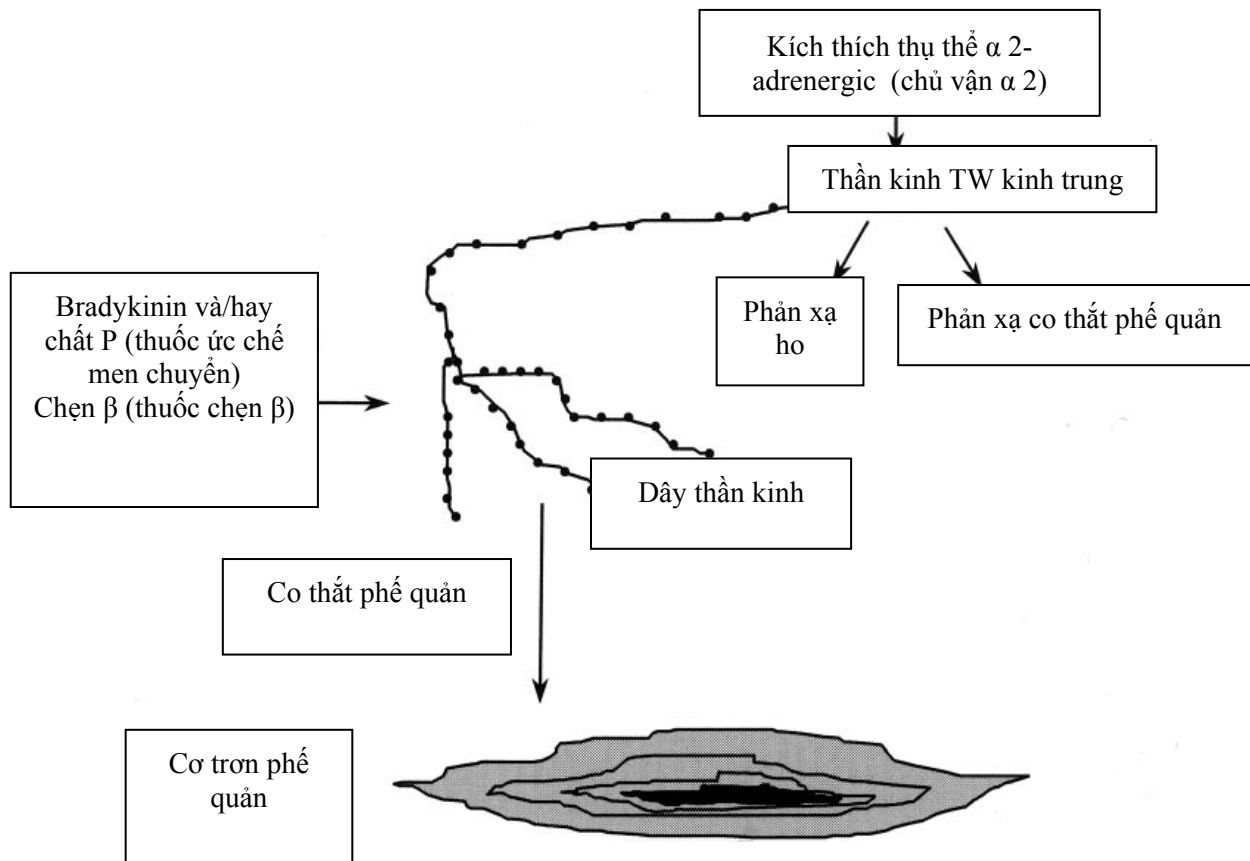 Kích thích thụ thể α 2-
adrenergic (chủ vận α 2)
Thần kinh TW kinh trung
Bradykinin và/hay
chất P (thuốc ức chế
men chuyển)
Chẹn β (thuốc chẹn β)
Phản xạ
ho
Phản xạ co thắt phế quản
Dây thần kinh
Co thắt phế quản
Cơ trơn phế
quản